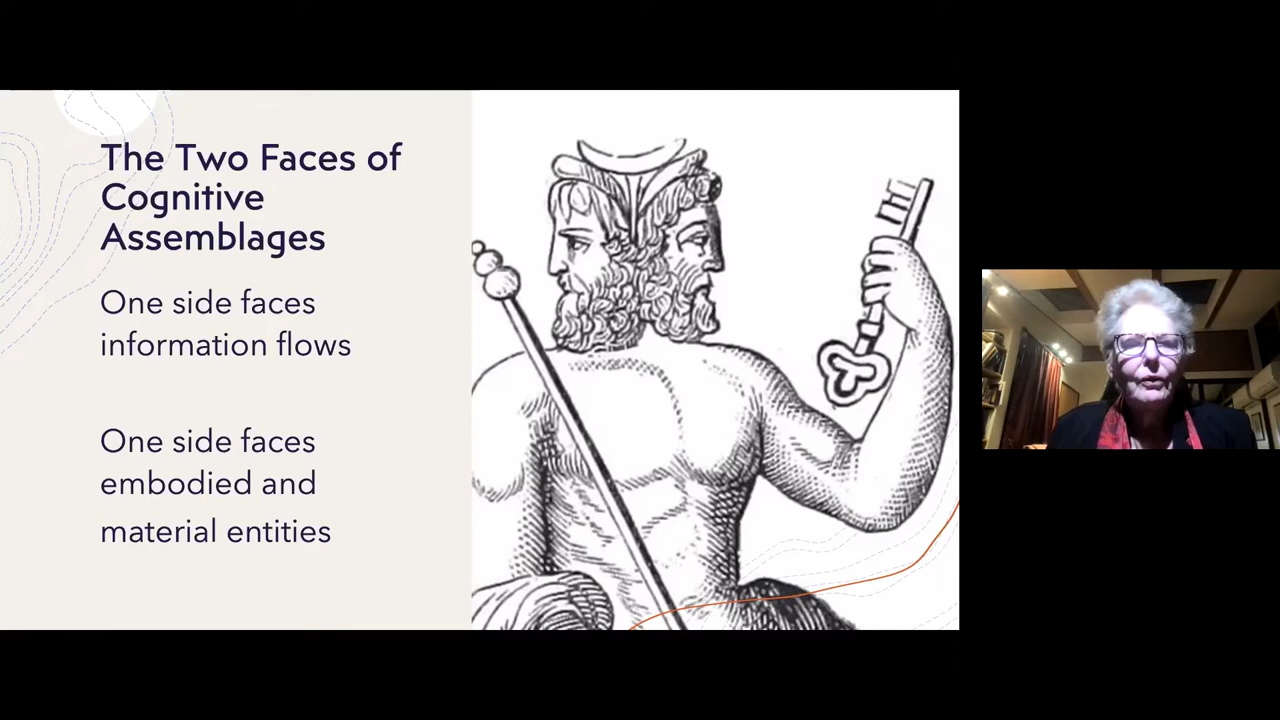 The Two Faces of
Cognitive
Assemblages
One side faces
information flows
One side faces
embodied and
material entities